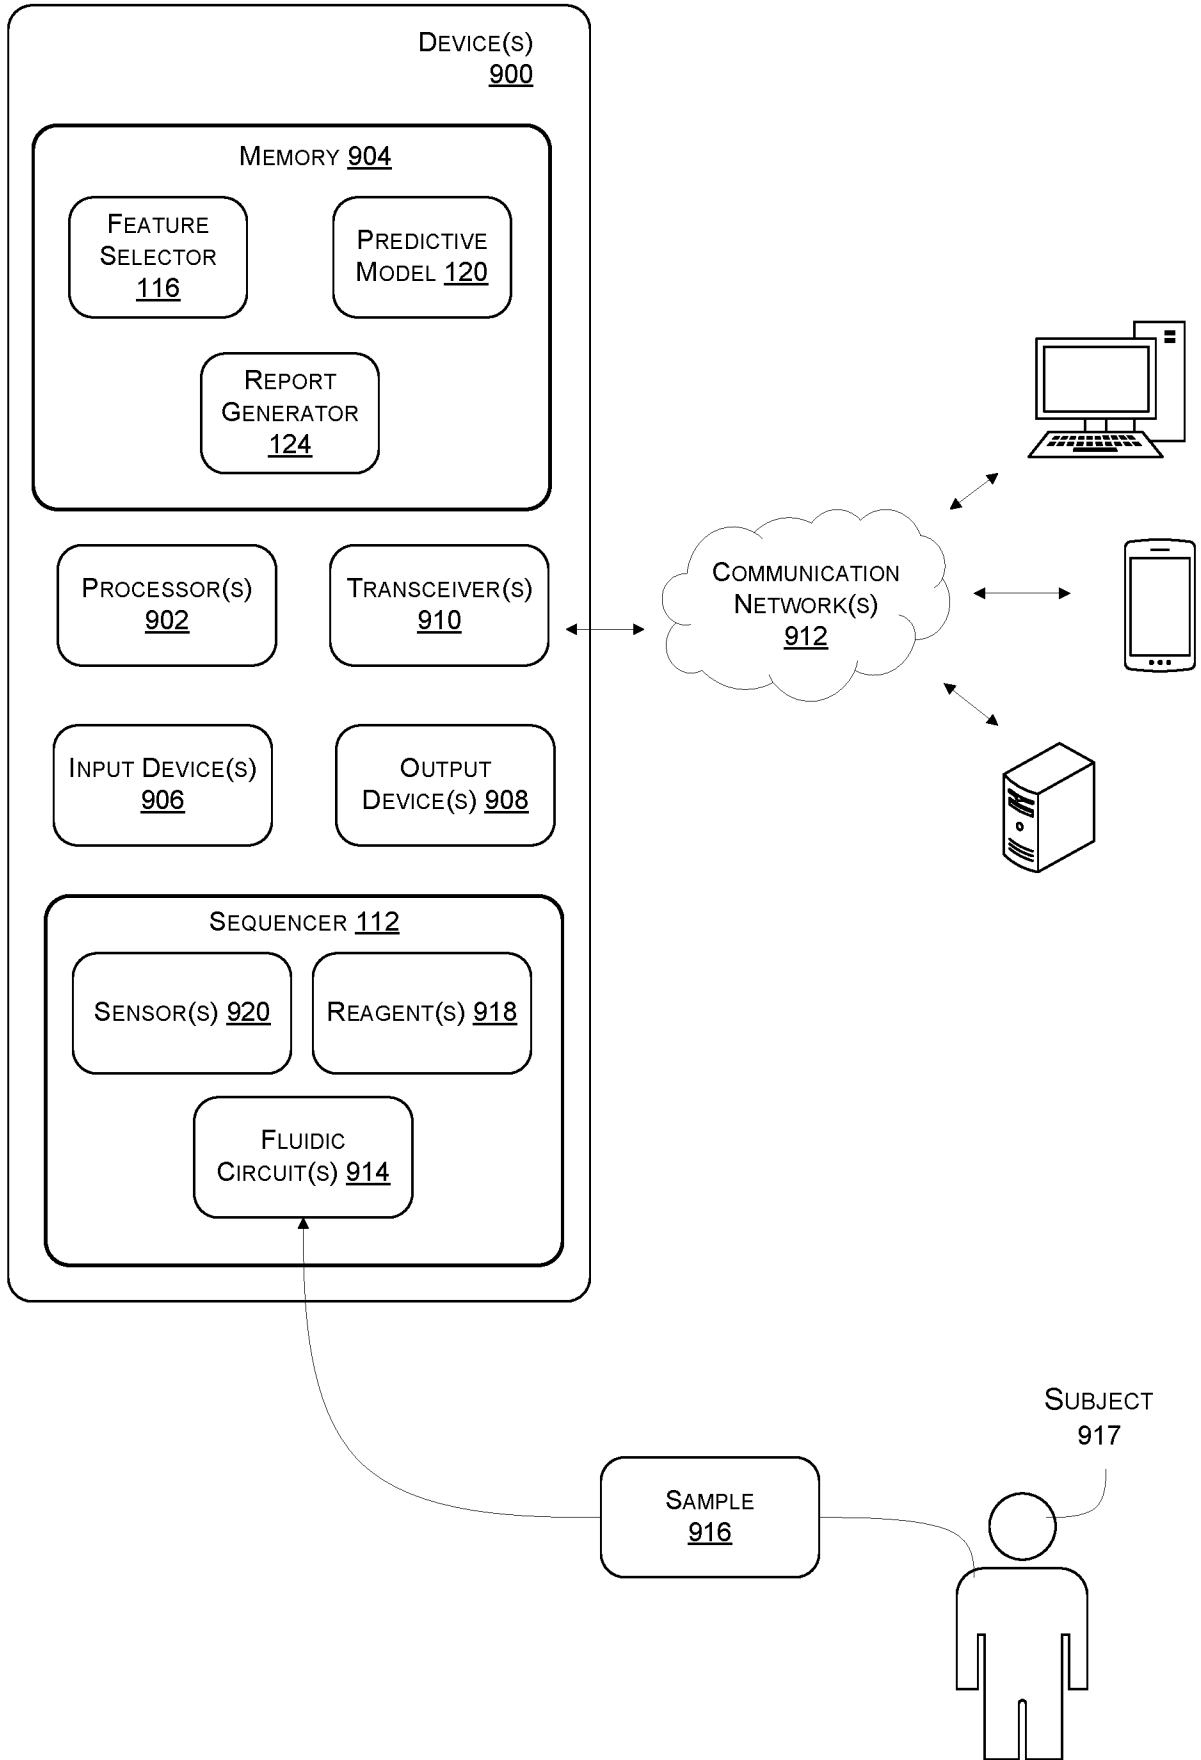 DEVICE(S)
900
MEMORY 904
FEATURE
SELECTOR
116
PREDICTIVE
MODEL 120
REPORT
GENERATOR
124
PROCESSOR(S)
902
TRANSCEIVER(S)
910
COMMUNICATION
NETWORK(S)
912
INPUT DEVICE(S)
906
OUTPUT
DEVICE(S) 908
SEQUENCER 112
SENSOR(S) 920
REAGENT(S) 918
FLUIDIC
CIRCUIT(S) 914
SUBJECT
917
SAMPLE
916